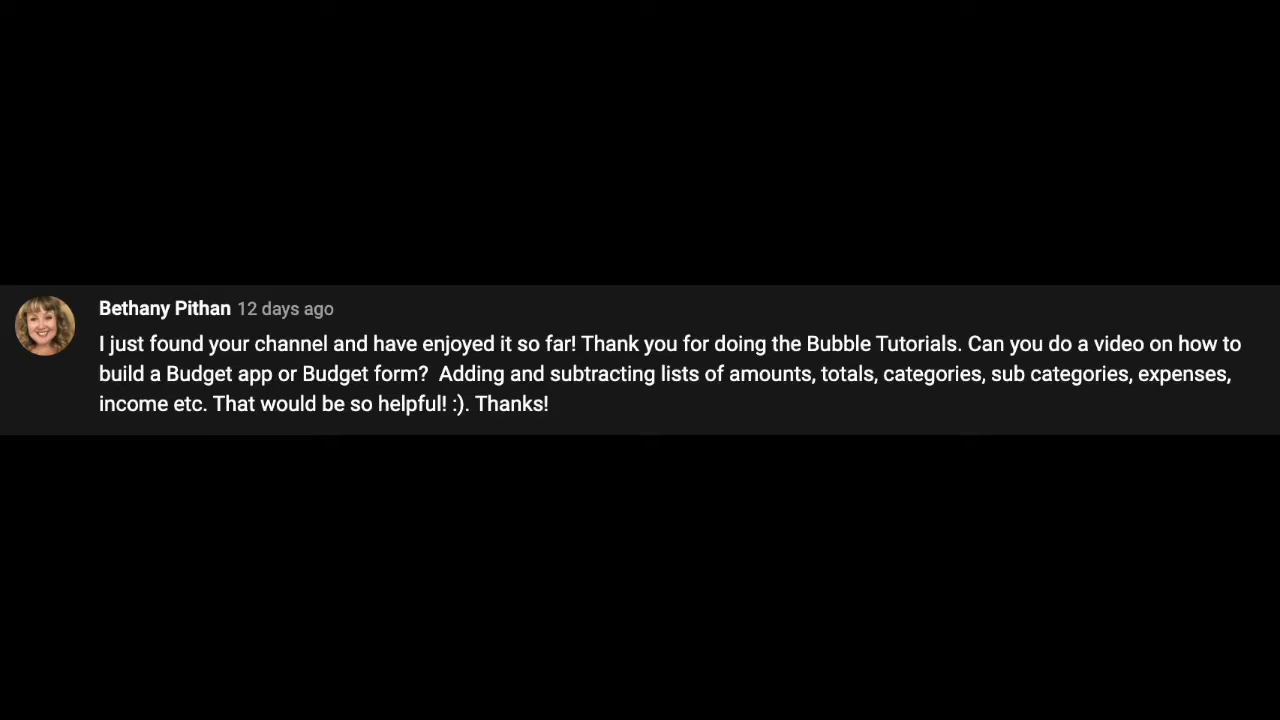 Bethany Pithan 12 days ago
I just found your channel and have enjoyed it so far! Thank you for doing the Bubble Tutorials. Can you do a video on how to
build a Budget app or Budget form?  Adding and subtracting lists of amounts, totals, categories, sub categories, expenses,
income etc. That would be so helpful! :). Thanks!